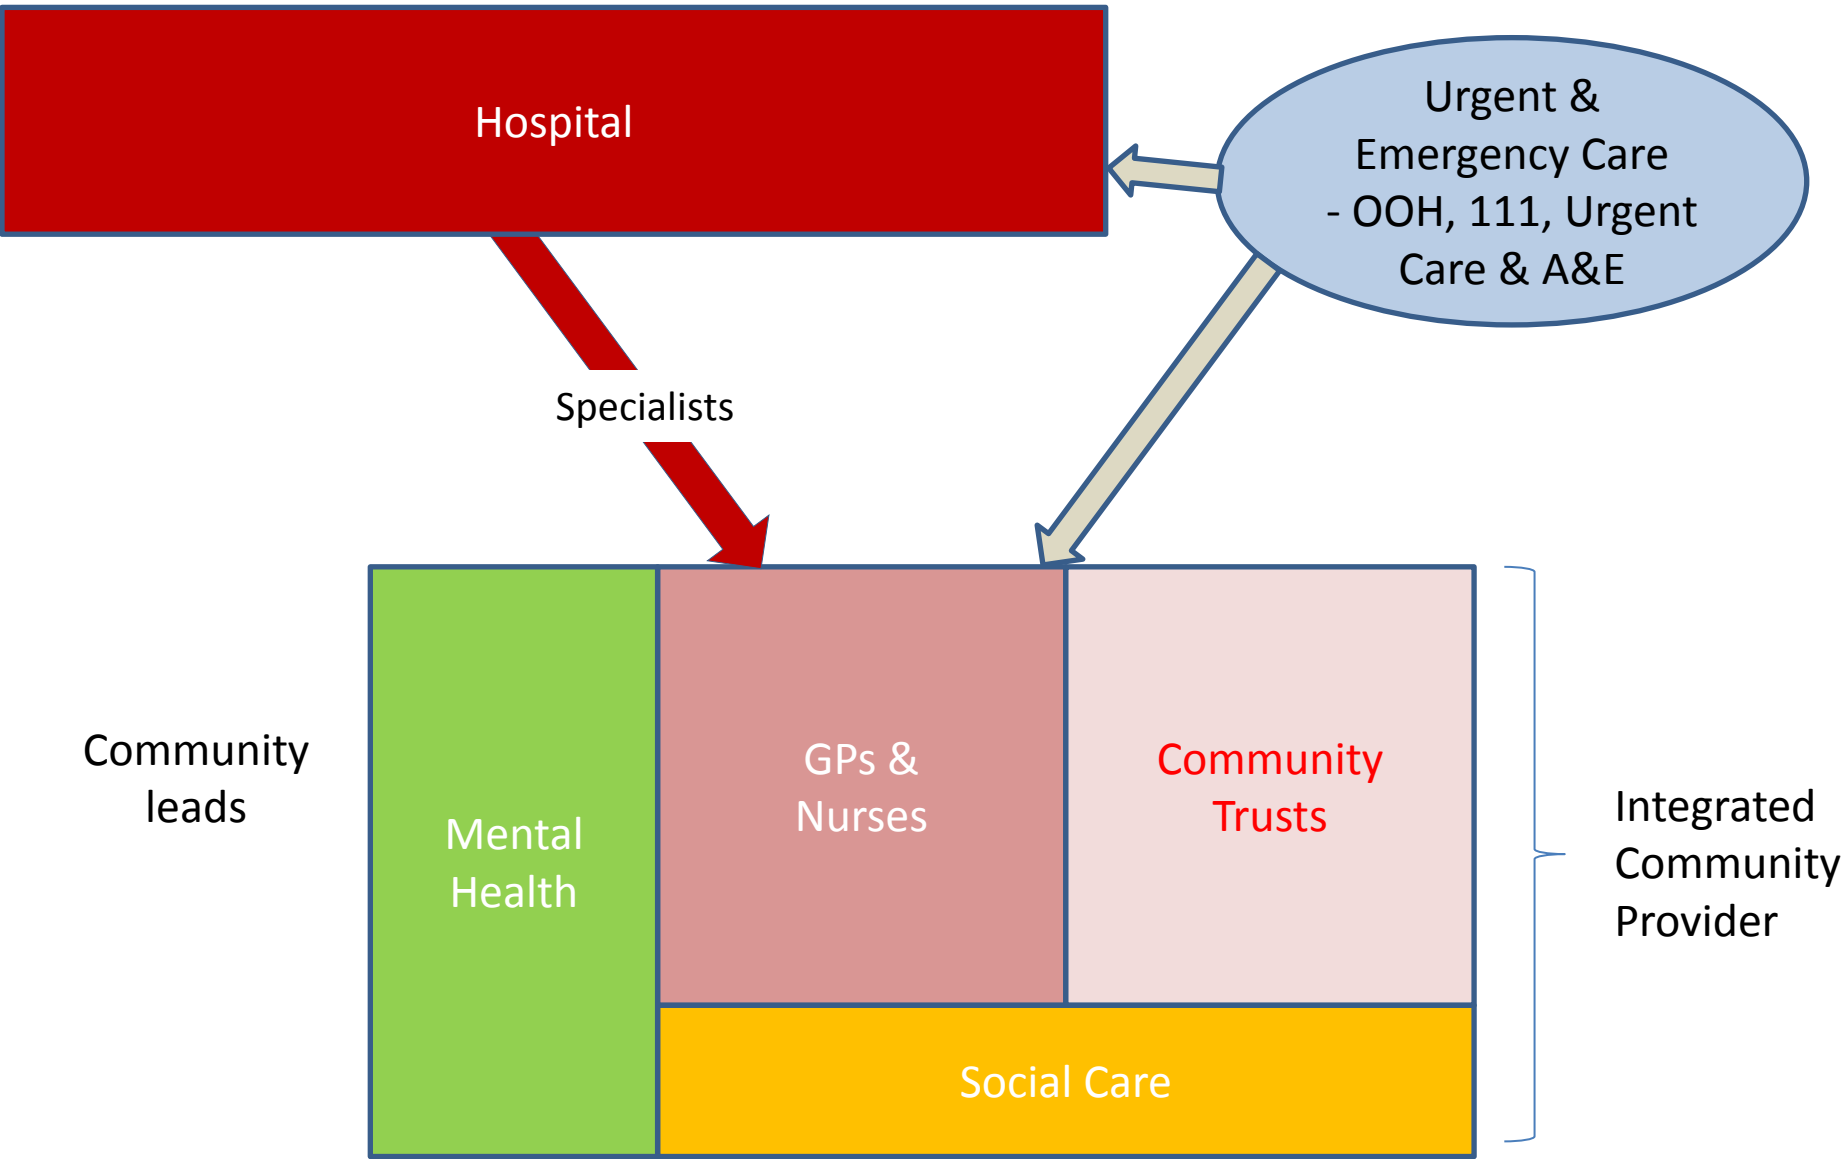 Hospital
Urgent &
Emergency Care
- OOH, 111, Urgent
Care & A&E
Specialists
Community
leads
Mental
Health
GPs &
Nurses
Community
Trusts
Social Care
Integrated
Community
Provider